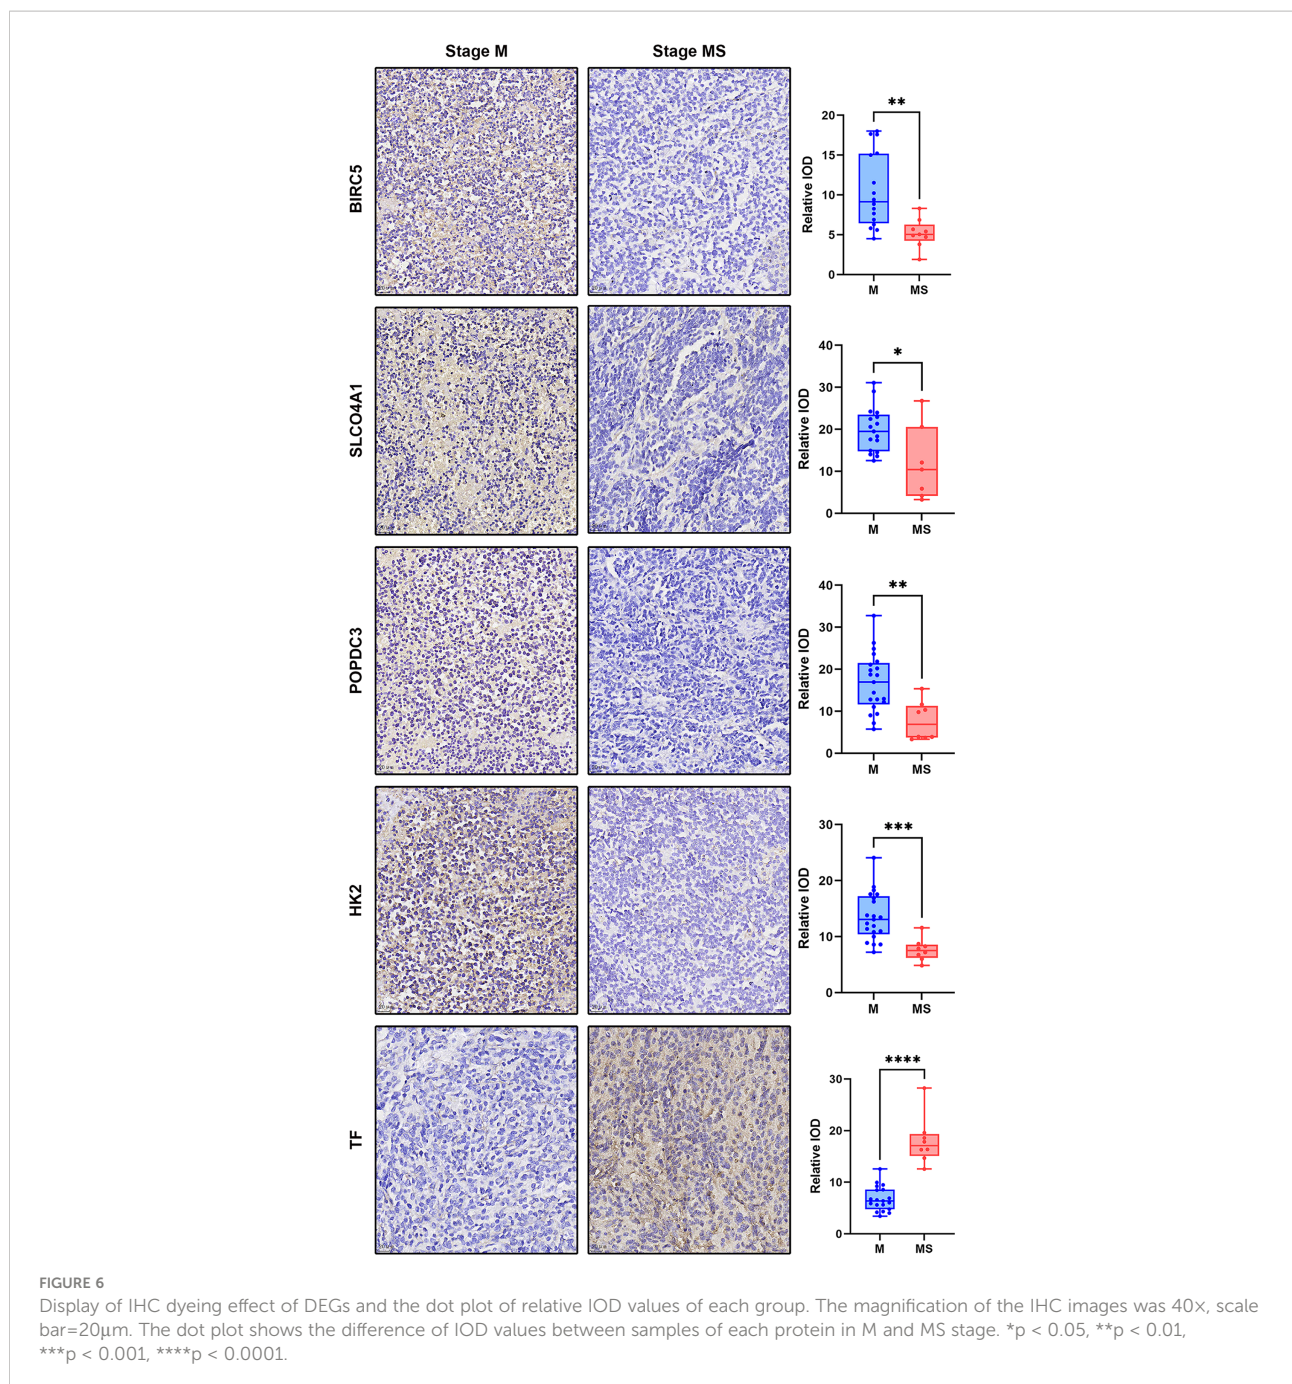 Stage M
Stage MS
BIRC5
**
Relative IOD
20
15
10
5
0
M MS
SLCO4A1
*
Relative IOD
40
30
20
10
0
M MS
POPDC3
**
Relative IOD
40
30
20
10
0
M MS
HK2
***
Relative IOD
30
20
10
0
M MS
TF
****
Relative IOD
30
20
10
0
M MS
FIGURE 6
Display of IHC dyeing effect of DEGs and the dot plot of relative IOD values of each group. The magnification of the IHC images was 40×, scale
bar=20μm. The dot plot shows the difference of IOD values between samples of each protein in M and MS stage. *p < 0.05, **p < 0.01,
***p < 0.001, ****p < 0.0001.